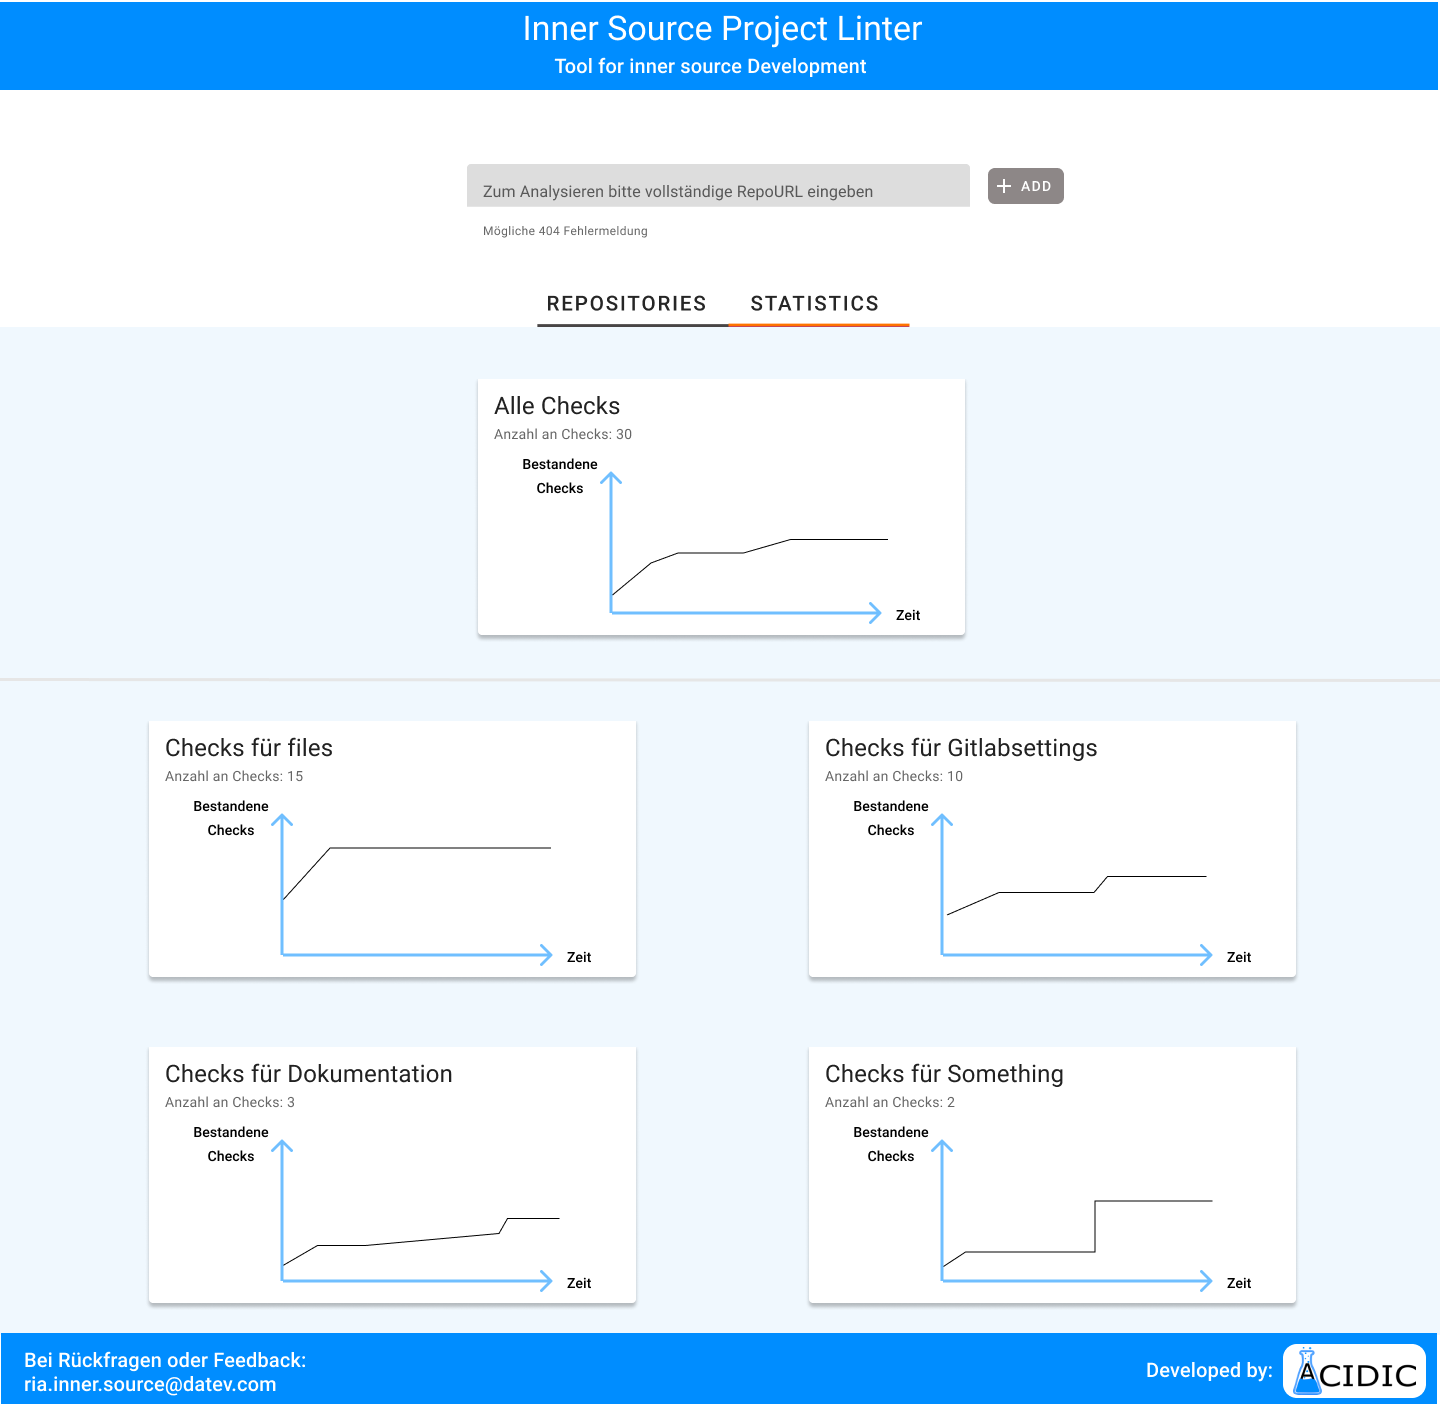 Inner Source Project Linter
Tool for inner source Development
Zum Analysieren bitte vollständige RepoURL eingeben
+ ADD
Mögliche 404 Fehlermeldung
REPOSITORIES
STATISTICS
Alle Checks
Anzahl an Checks: 30
Bestandene
Checks
Zeit
Checks für files
Anzahl an Checks: 15
Bestandene
Checks
Zeit
Checks für Gitlabsettings
Anzahl an Checks: 10
Bestandene
Checks
Zeit
Checks für Dokumentation
Anzahl an Checks: 3
Bestandene
Checks
Zeit
Checks für Something
Anzahl an Checks: 2
Bestandene
Checks
Zeit
Bei Rückfragen oder Feedback:
ria.inner.source@datev.com
Developed by:
ACIDIC